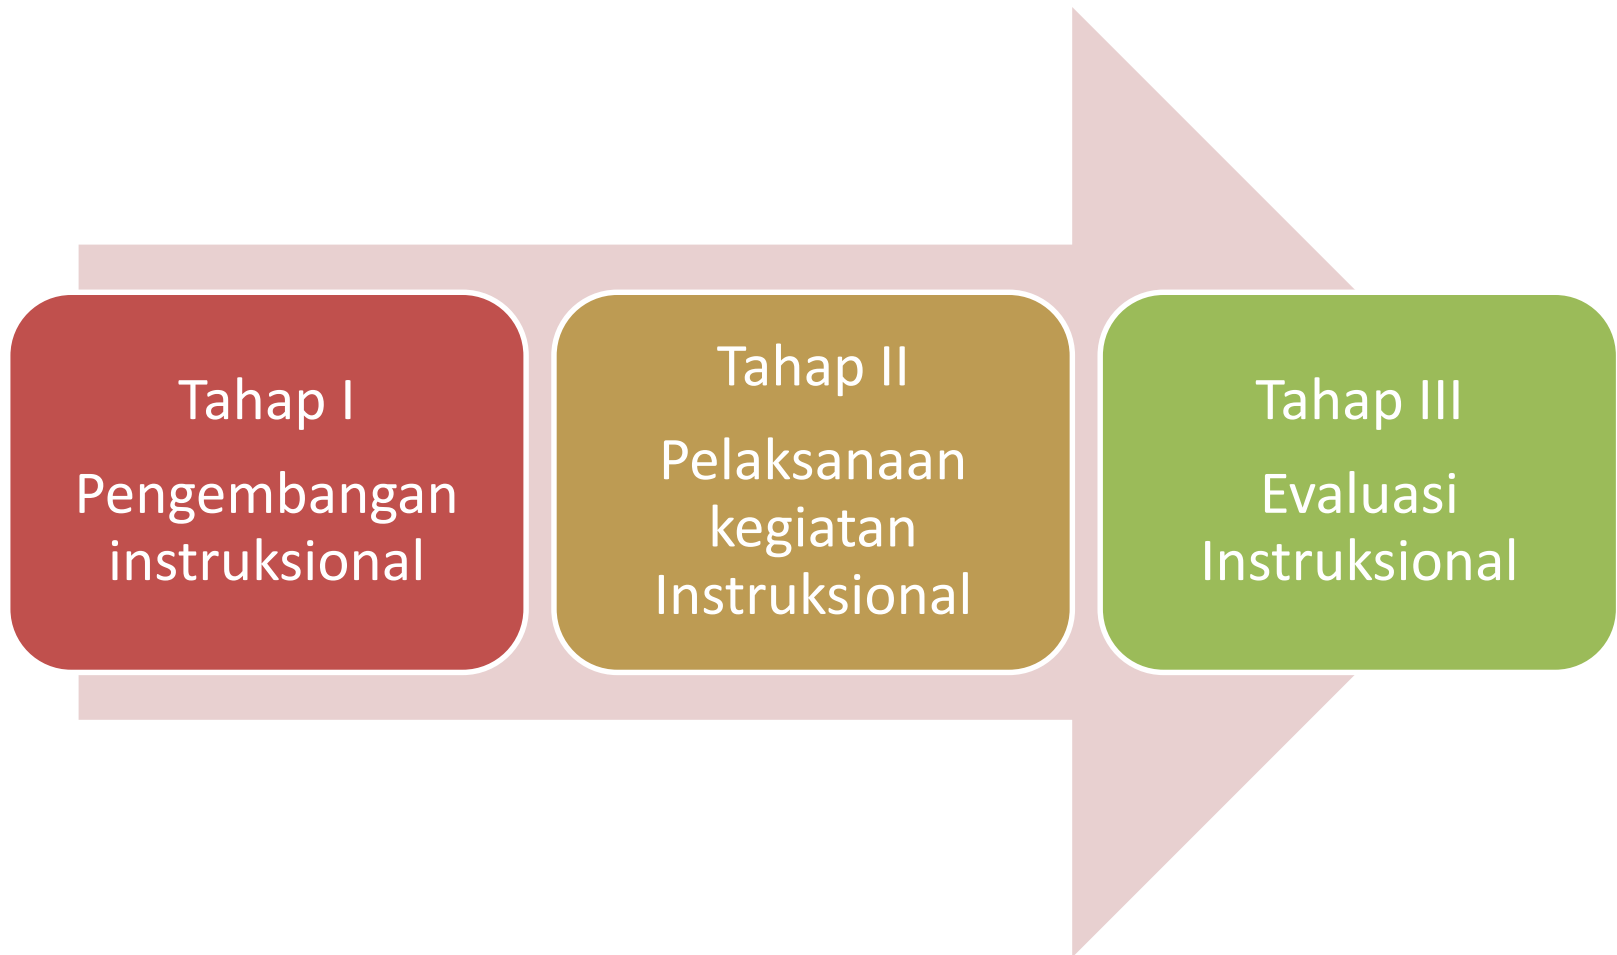 Tahap I
Pengembangan
instruksional
Tahap II
Pelaksanaan
kegiatan
Instruksional
Tahap III
Evaluasi
Instruksional